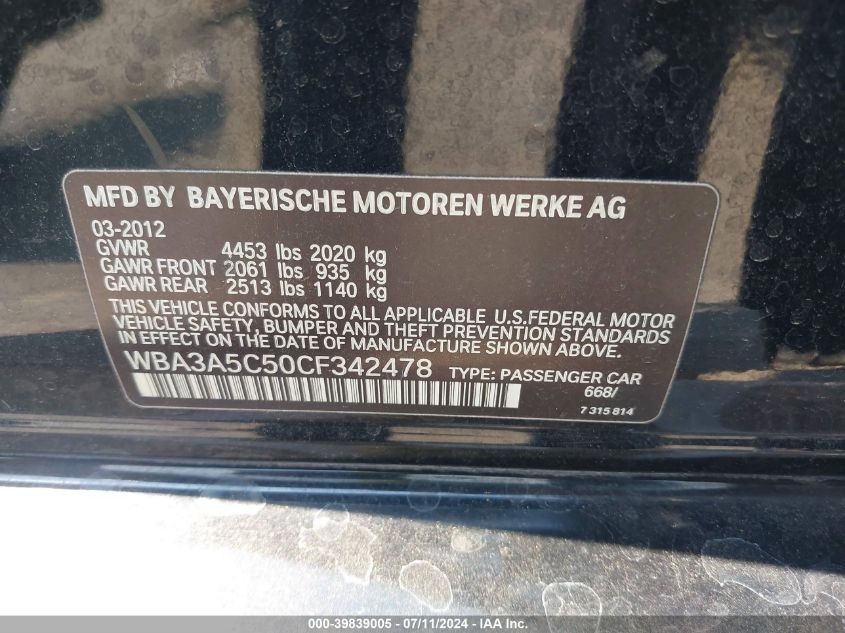 MFD BY BAYERISCHE MOTOREN WERKE AG
03-2012
GVWR 4453 lbs 2020 kg
GAWR FRONT 2061 lbs 935 kg
GAWR REAR 2513 lbs 1140 kg
THIS VEHICLE CONFORMS TO ALL APPLICABLE U.S.FEDERAL MOTOR
VEHICLE SAFETY, BUMPER AND THEFT PREVENTION STANDARDS
IN EFFECT ON THE DATE OF MANUFACTURE SHOWN ABOVE.
WBA3A5C50CF342478 TYPE: PASSENGER CAR
668/
7 315 814
000-39839005 - 07/11/2024 - IAA Inc.